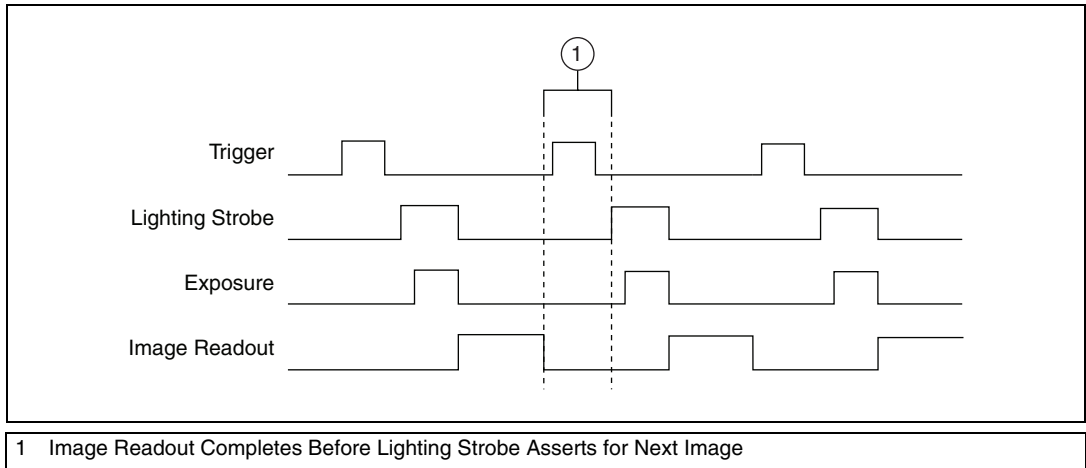 1
Trigger
Lighting Strobe
Exposure
Image Readout
1 Image Readout Completes Before Lighting Strobe Asserts for Next Image